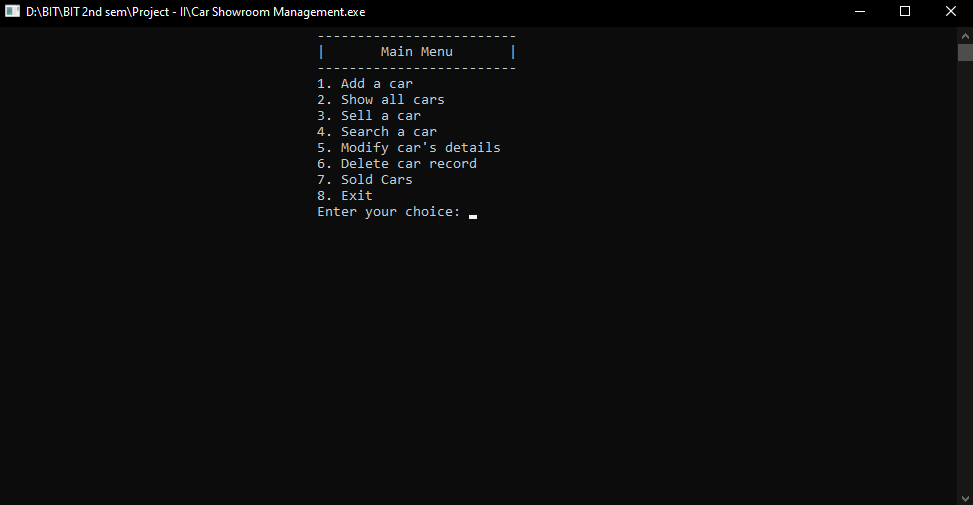 D:\BIT\BIT 2nd sem\Project - II\Car Showroom Management.exe
-------------------------
|       Main Menu       |
-------------------------
1. Add a car
2. Show all cars
3. Sell a car
4. Search a car
5. Modify car's details
6. Delete car record
7. Sold Cars
8. Exit
Enter your choice: